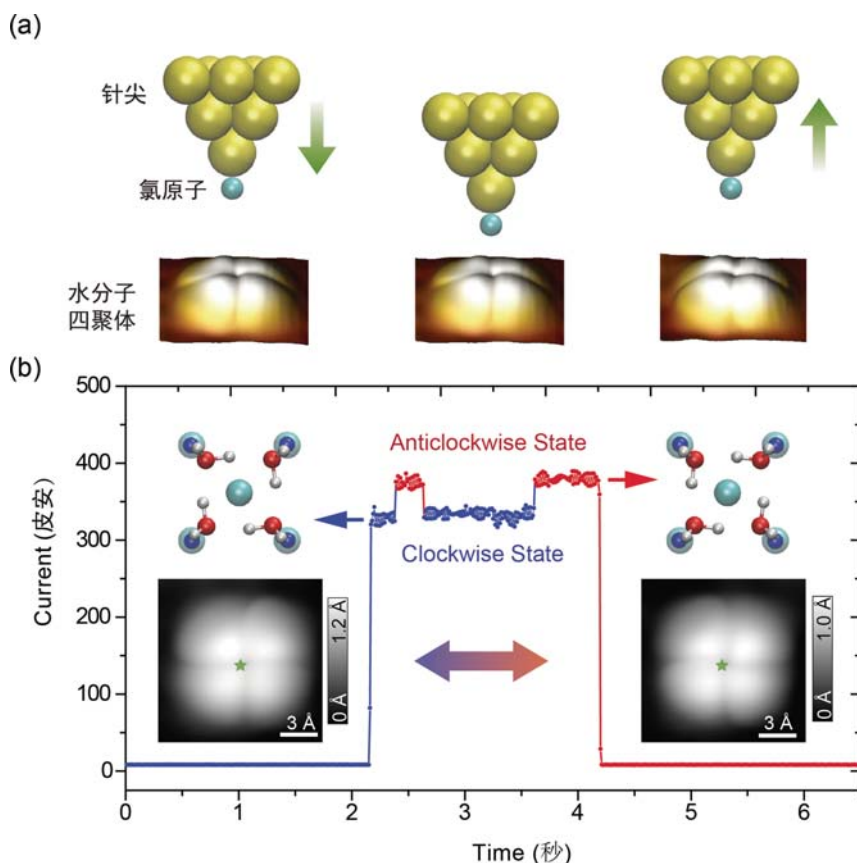 (a)
针尖
氯原子
水分子
四聚体
(b)
500
400
300
200
100
0
Current (皮安)
Anticlockwise State
Clockwise State
1.2 Å
0 Å
3 Å
1.0 Å
0 Å
3 Å
0 1 2 3 4 5 6
Time (秒)